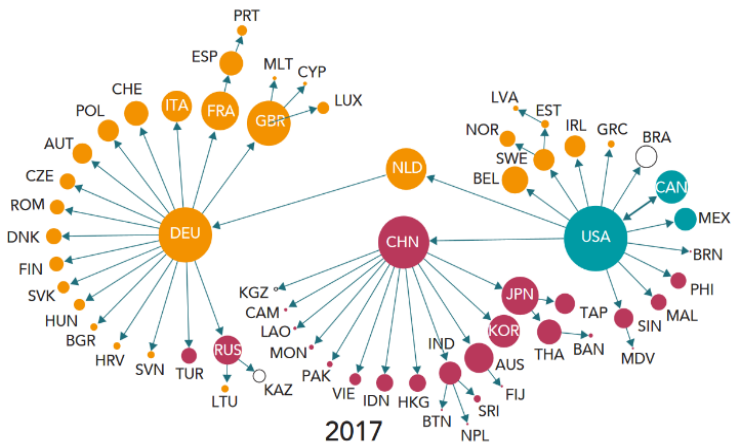 PRT
ESP
MLT
CYP
CHE
ITA
FRA
GBR
LUX
POL
AUT
CZE
ROM
DNK
DEU
FIN
SVK
HUN
BGR
HRV
SVN
TUR
RUS
LTU
KAZ
NLD
CHN
KGZ
CAM
LAO
MON
PAK
VIE
IDN
HKG
IND
BTN
NPL
SRI
AUS
FIJ
KOR
JPN
TAP
THA
BAN
LVA
EST
NOR
SWE
BEL
IRL
GRC
BRA
CAN
USA
MEX
BRN
PHI
MAL
SIN
MDV
2017